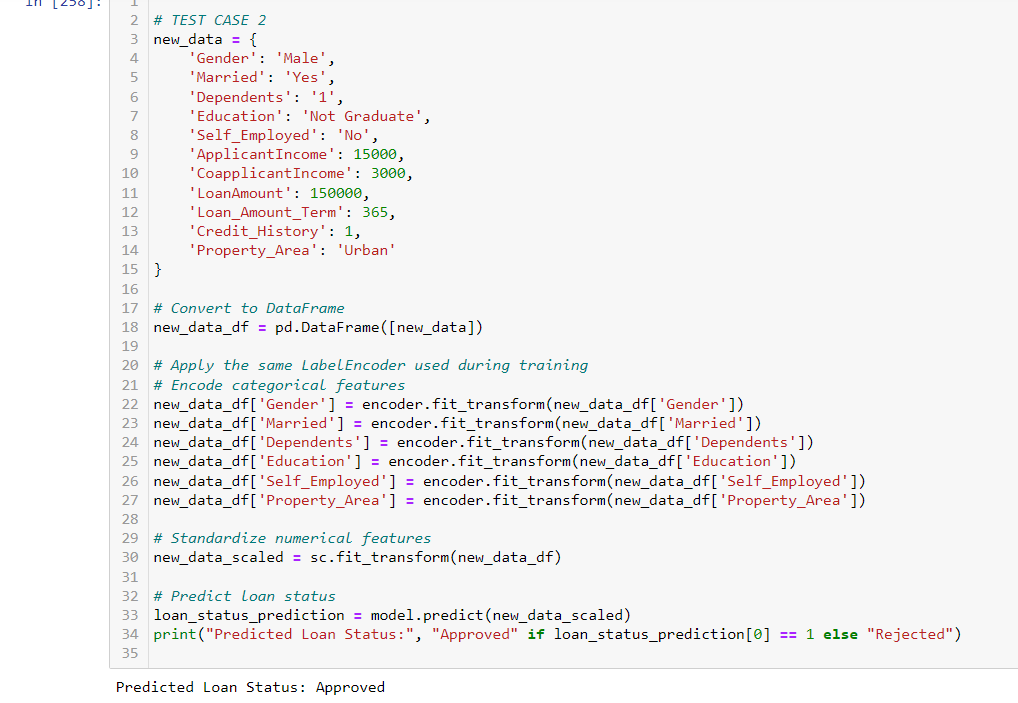 In [258]:
1
2 # TEST CASE 2
3 new_data = {
4     'Gender': 'Male',
5     'Married': 'Yes',
6     'Dependents': '1',
7     'Education': 'Not Graduate',
8     'Self_Employed': 'No',
9     'ApplicantIncome': 15000,
10     'CoapplicantIncome': 3000,
11     'LoanAmount': 150000,
12     'Loan_Amount_Term': 365,
13     'Credit_History': 1,
14     'Property_Area': 'Urban'
15 }
16
17 # Convert to DataFrame
18 new_data_df = pd.DataFrame([new_data])
19
20 # Apply the same LabelEncoder used during training
21 # Encode categorical features
22 new_data_df['Gender'] = encoder.fit_transform(new_data_df['Gender'])
23 new_data_df['Married'] = encoder.fit_transform(new_data_df['Married'])
24 new_data_df['Dependents'] = encoder.fit_transform(new_data_df['Dependents'])
25 new_data_df['Education'] = encoder.fit_transform(new_data_df['Education'])
26 new_data_df['Self_Employed'] = encoder.fit_transform(new_data_df['Self_Employed'])
27 new_data_df['Property_Area'] = encoder.fit_transform(new_data_df['Property_Area'])
28
29 # Standardize numerical features
30 new_data_scaled = sc.fit_transform(new_data_df)
31
32 # Predict loan status
33 loan_status_prediction = model.predict(new_data_scaled)
34 print("Predicted Loan Status:", "Approved" if loan_status_prediction[0] == 1 else "Rejected")
35
Predicted Loan Status: Approved